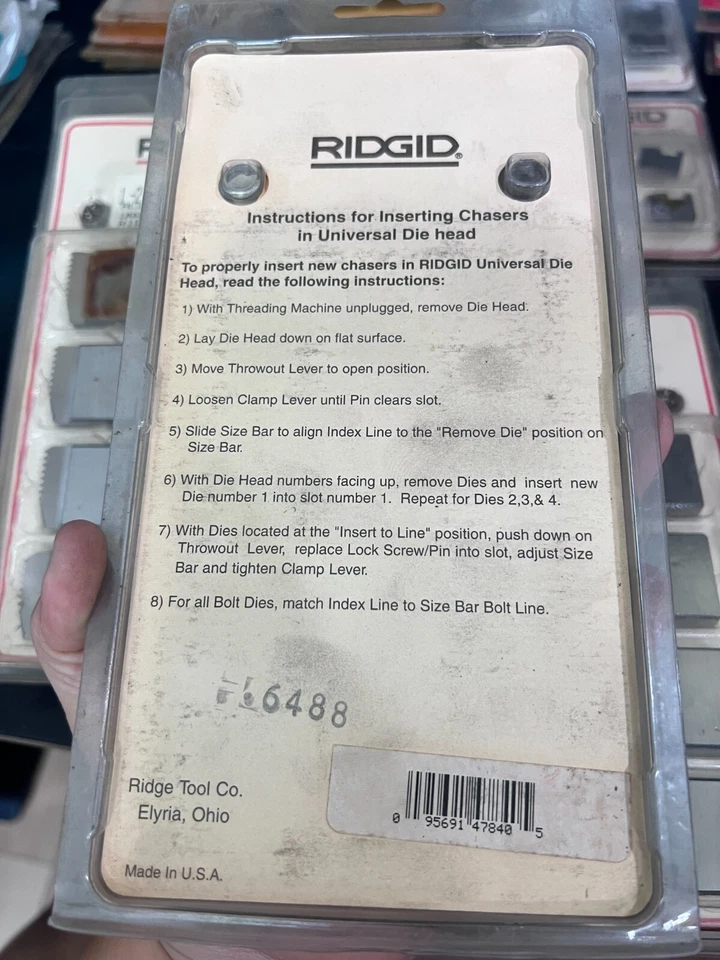 RIDGID®
Instructions for Inserting Chasers
in Universal Die head
To properly insert new chasers in RIDGID Universal Die
Head, read the following instructions:
1) With Threading Machine unplugged, remove Die Head.
2) Lay Die Head down on flat surface.
3) Move Throwout Lever to open position.
4) Loosen Clamp Lever until Pin clears slot.
5) Slide Size Bar to align Index Line to the "Remove Die" position on
Size Bar.
6) With Die Head numbers facing up, remove Dies and insert new
Die number 1 into slot number 1. Repeat for Dies 2,3,& 4.
7) With Dies located at the "Insert to Line" position, push down on
Throwout Lever, replace Lock Screw/Pin into slot, adjust Size
Bar and tighten Clamp Lever.
8) For all Bolt Dies, match Index Line to Size Bar Bolt Line.
6488
Ridge Tool Co.
Elyria, Ohio
0 95691 47840 5
Made In U.S.A.